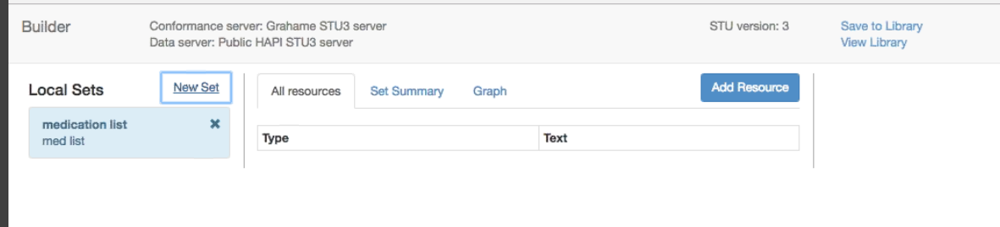 Builder
Conformance server: Grahame STU3 server
Data server: Public HAPI STU3 server
STU version: 3
Save to Library
View Library
Local Sets
New Set
medication list
med list
All resources
Set Summary
Graph
Add Resource
Type
Text